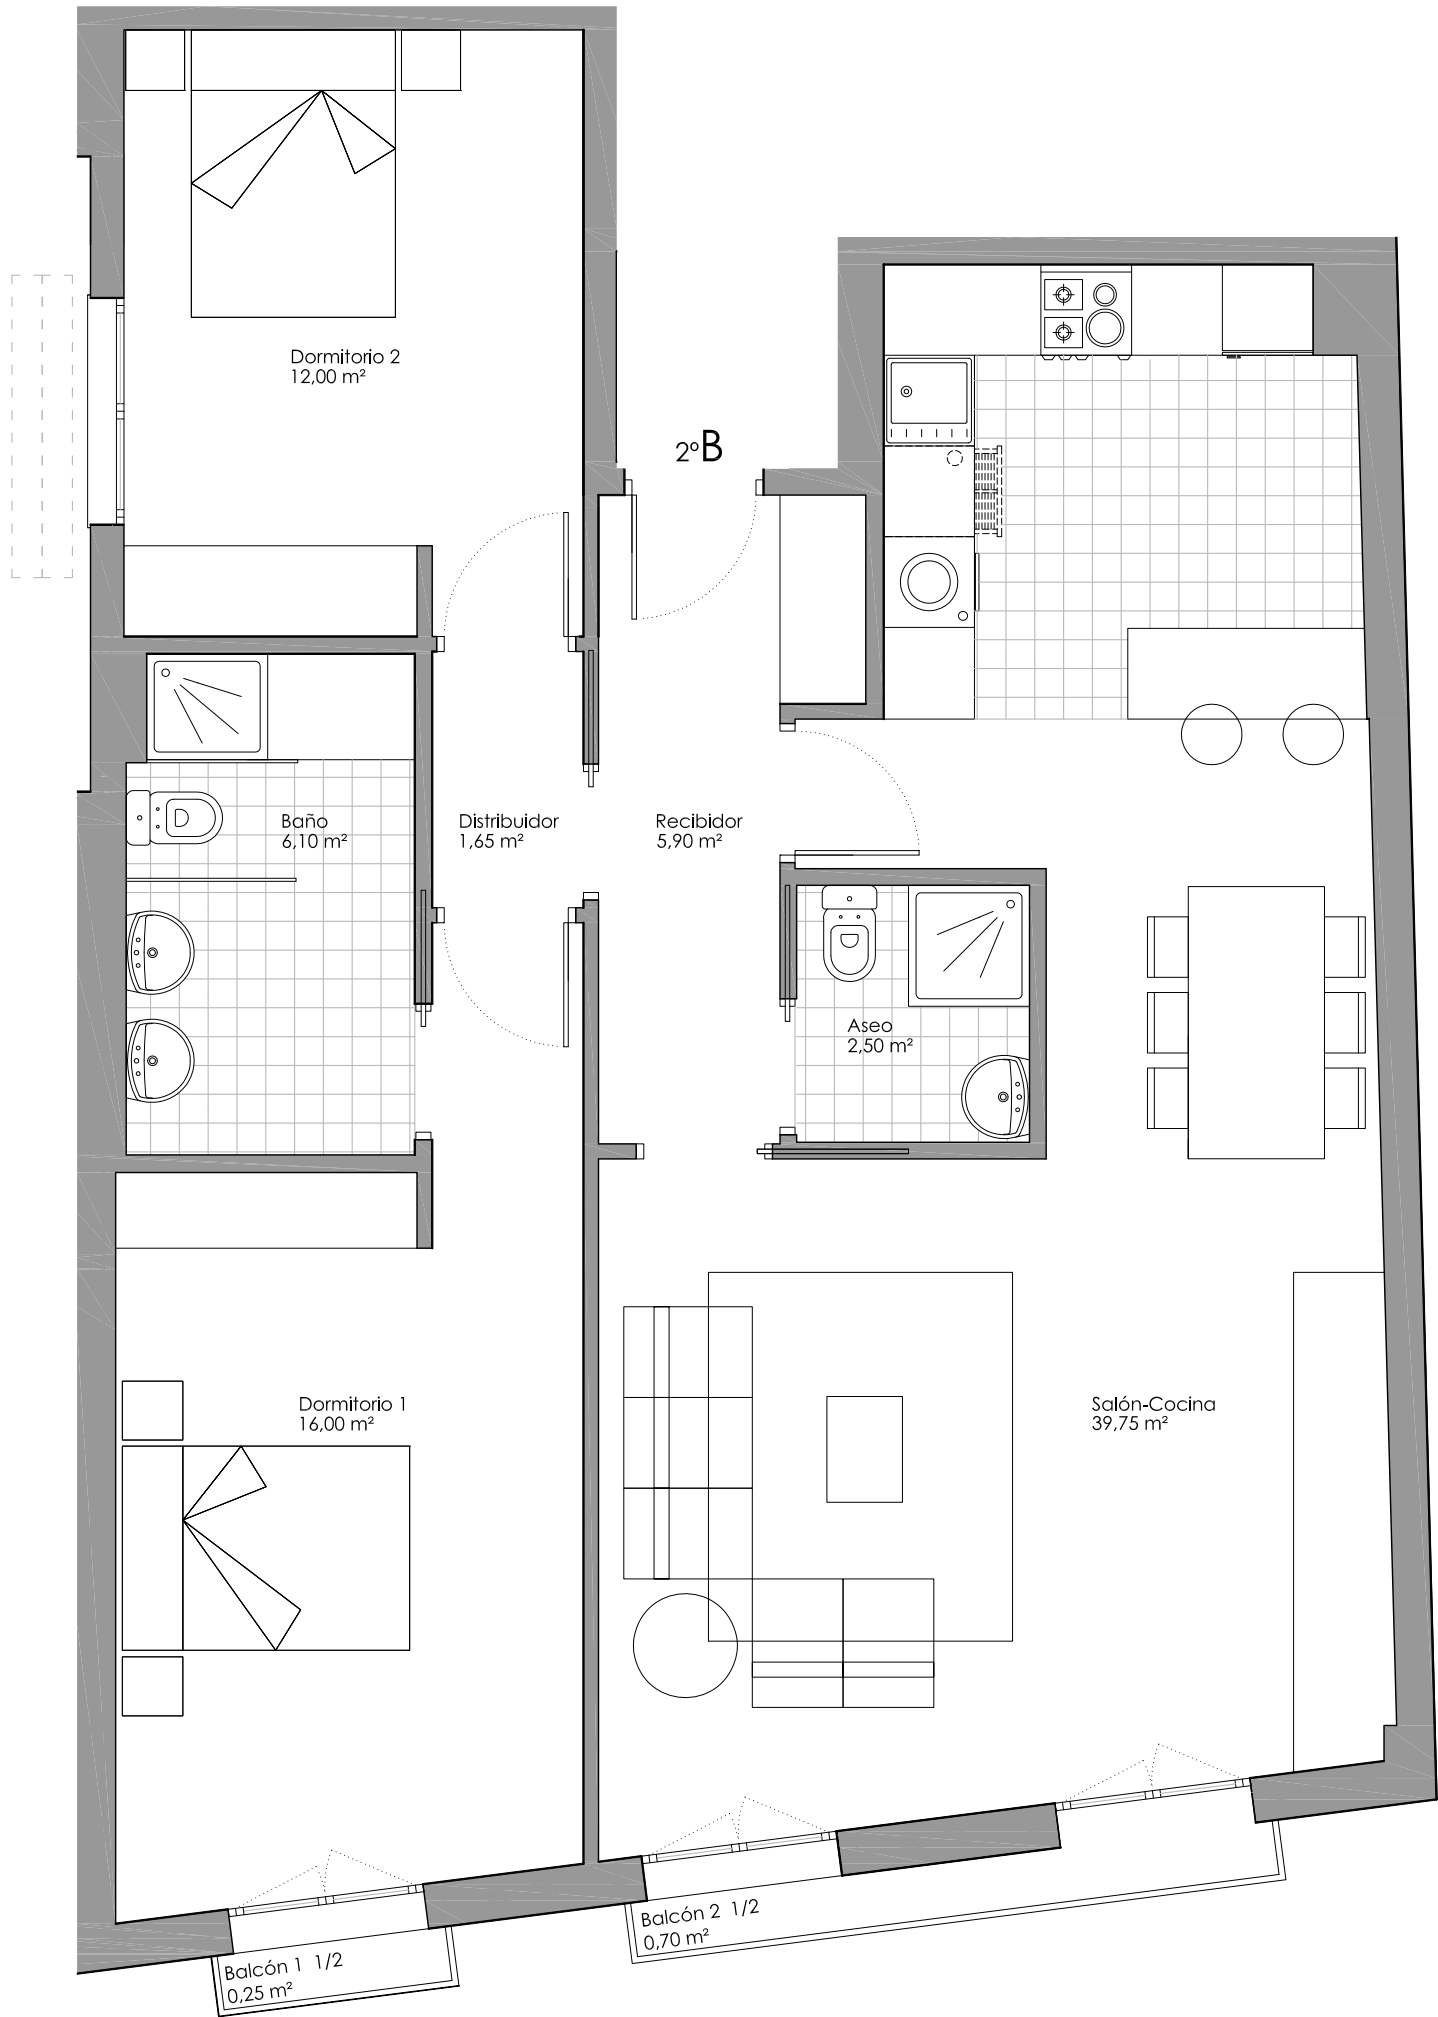 Dormitorio 2
12,00 m²
2ºB
Baño
6,10 m²
Distribuidor
1,65 m²
Recibidor
5,90 m²
Aseo
2,50 m²
Dormitorio 1
16,00 m²
Salón-Cocina
39,75 m²
Balcón 2 1/2
0,70 m²
Balcón 1 1/2
0,25 m²